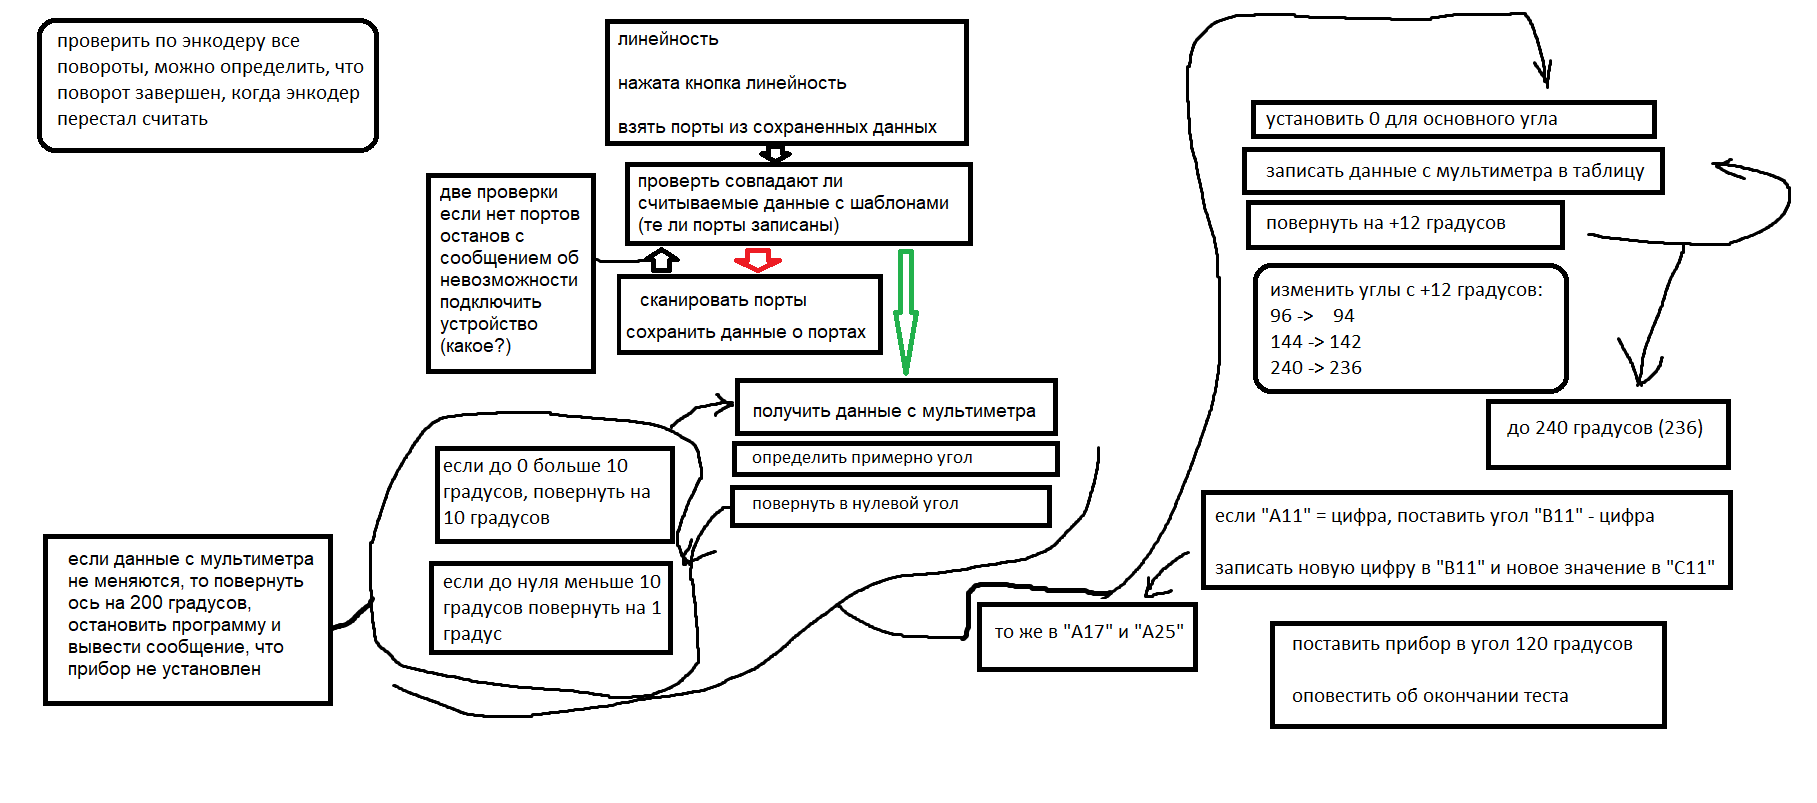 проверить по энкодеру все
повороты, можно определить, что
поворот завершен, когда энкодер
перестал считать
линейность
нажата кнопка линейность
взять порты из сохраненных данных
проверть совпадают ли
считываемые данные с шаблонами
(те ли порты записаны)
две проверки
если нет портов
останов с
сообщением об
невозможности
подключить
устройство
(какое?)
сканировать порты
сохранить данные о портах
получить данные с мультиметра
определить примерно угол
повернуть в нулевой угол
если до 0 больше 10
градусов, повернуть на
10 градусов
если до нуля меньше 10
градусов повернуть на 1
градус
если данные с мультиметра
не меняются, то повернуть
ось на 200 градусов,
остановить программу и
вывести сообщение, что
прибор не установлен
установить 0 для основного угла
записать данные с мультиметра в таблицу
повернуть на +12 градусов
изменить углы с +12 градусов:
96 -> 94
144 -> 142
240 -> 236
до 240 градусов (236)
если "A11" = цифра, поставить угол "B11" - цифра
записать новую цифру в "B11" и новое значение в "C11"
то же в "A17" и "A25"
поставить прибор в угол 120 градусов
оповестить об окончании теста